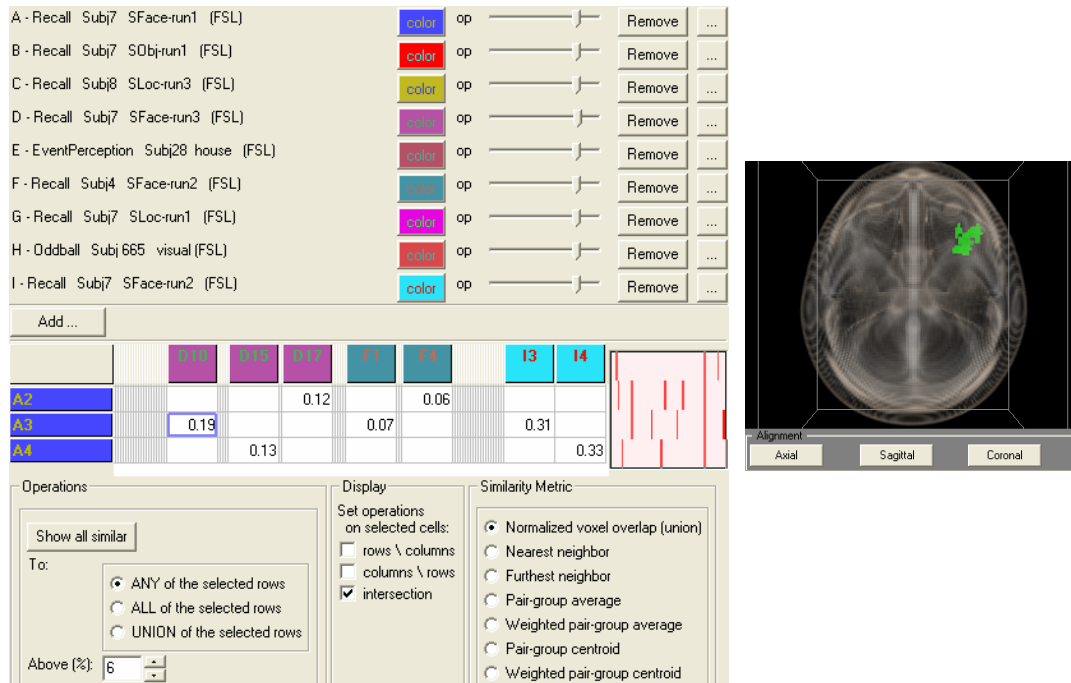 A - Recall Subj7 SFace-run1 (FSL) color op Remove ...
B - Recall Subj7 SObj-run1 (FSL) color op Remove ...
C - Recall Subj8 SLoc-run3 (FSL) color op Remove ...
D - Recall Subj7 SFace-run3 (FSL) color op Remove ...
E - EventPerception Subj28 house (FSL) color op Remove ...
F - Recall Subj4 SFace-run2 (FSL) color op Remove ...
G - Recall Subj7 SLoc-run1 (FSL) color op Remove ...
H - Oddball Subj 665 visual (FSL) color op Remove ...
I - Recall Subj7 SFace-run2 (FSL) color op Remove ...
Add ...
D10 D15 D17 F1 F4 I3 I4
A2 0.12 0.06
A3 0.19 0.07 0.31
A4 0.13 0.33
Alignment
Axial Sagittal Coronal
Operations
Show all similar
To:
ANY of the selected rows
ALL of the selected rows
UNION of the selected rows
Above (%): 6
Display
Set operations
on selected cells:
rows \ columns
columns \ rows
intersection
Similarity Metric
Normalized voxel overlap (union)
Nearest neighbor
Furthest neighbor
Pair-group average
Weighted pair-group average
Pair-group centroid
Weighted pair-group centroid